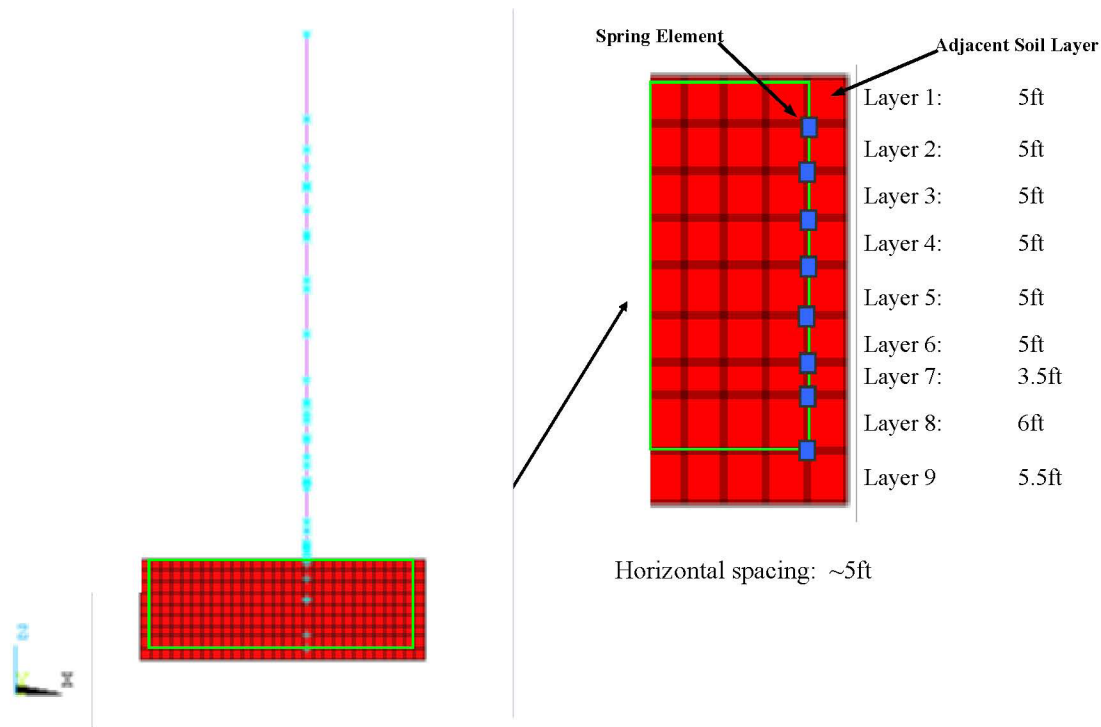 Spring Element
Adjacent Soil Layer
Layer 1: 5ft
Layer 2: 5ft
Layer 3: 5ft
Layer 4: 5ft
Layer 5: 5ft
Layer 6: 5ft
Layer 7: 3.5ft
Layer 8: 6ft
Layer 9 5.5ft
Horizontal spacing: ~5ft
Z
Y
X